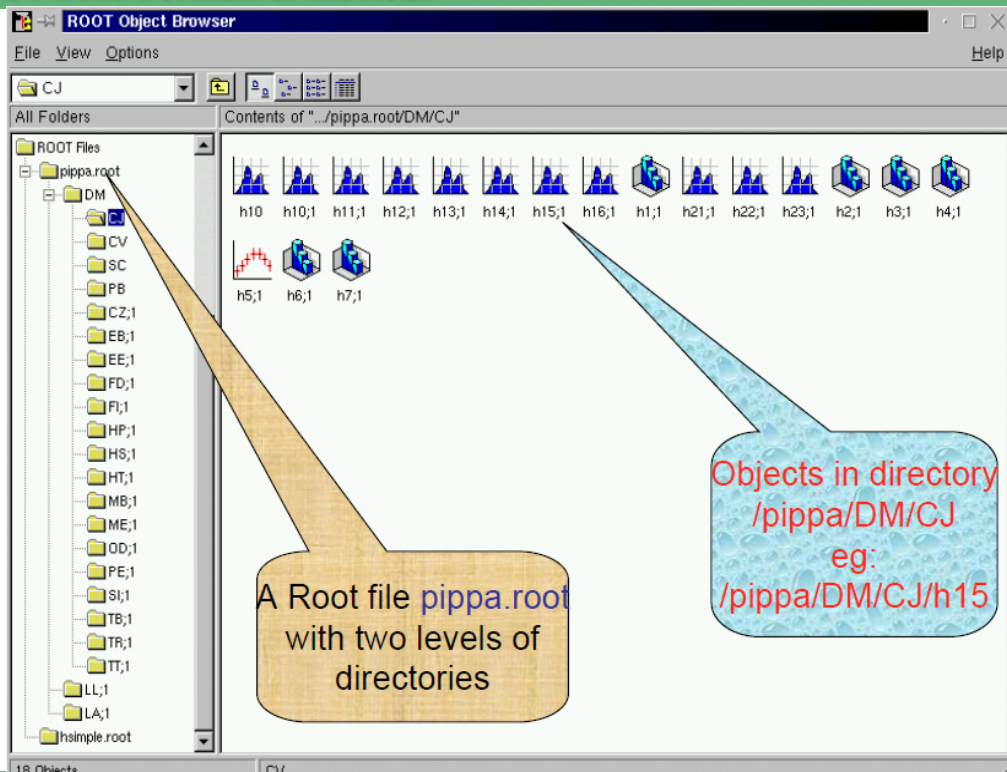 ROOT Object Browser
File View Options Help
CJ
All Folders
Contents of ".../pippa.root/DM/CJ"
ROOT Files
pippa.root
DM
CJ
CV
SC
PB
CZ;1
EB;1
EE;1
FD;1
FI;1
HP;1
HS;1
HT;1
MB;1
ME;1
OD;1
PE;1
SI;1
TB;1
TR;1
TT;1
LL;1
LA;1
hsimple.root
h10 h10;1 h11;1 h12;1 h13;1 h14;1 h15;1 h16;1 h1;1 h21;1 h22;1 h23;1 h2;1 h3;1 h4;1
h5;1 h6;1 h7;1
A Root file pippa.root
with two levels of
directories
Objects in directory
/pippa/DM/CJ
eg:
/pippa/DM/CJ/h15
18 Objects